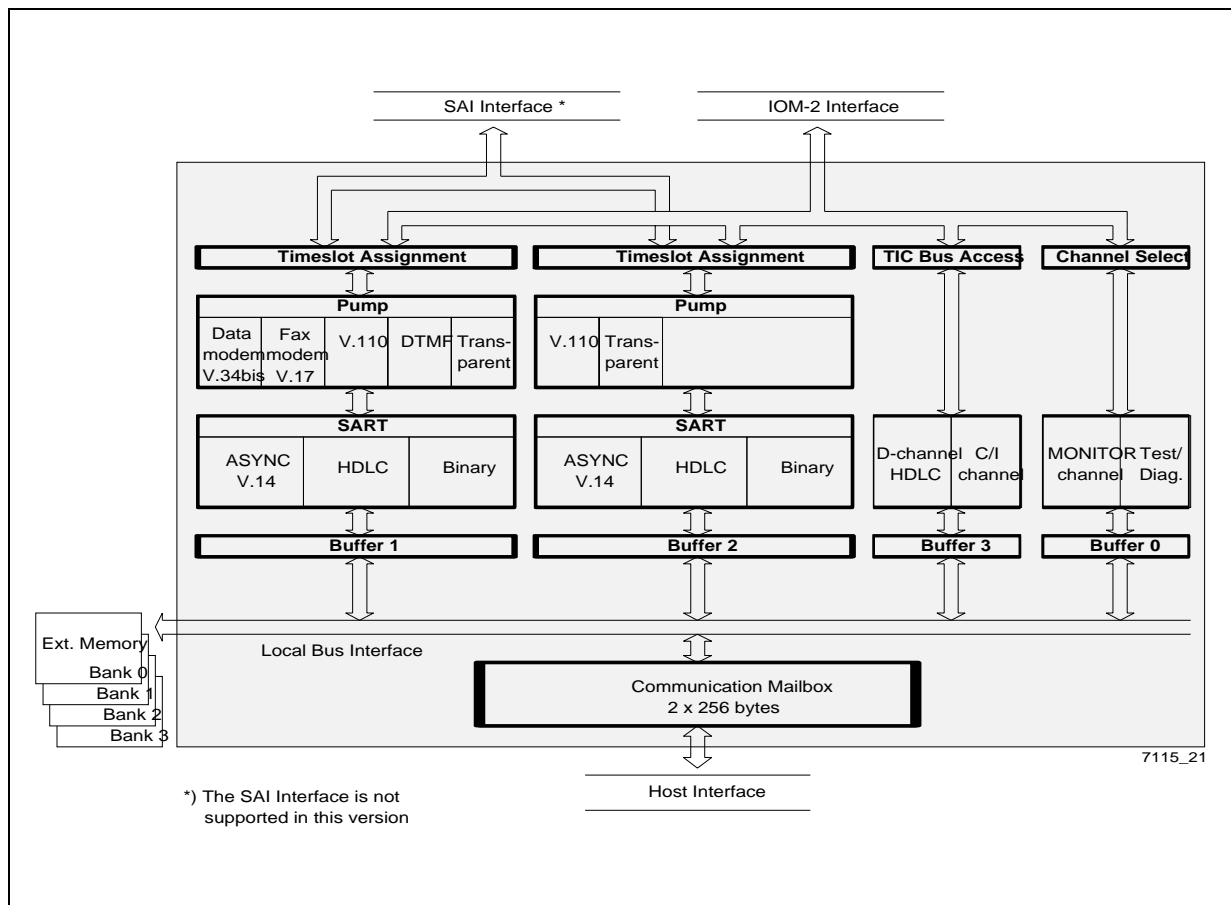 SAI Interface *
IOM-2 Interface
Timeslot Assignment
Timeslot Assignment
TIC Bus Access
Channel Select
Pump
Data
modem
V.34bis
Fax
modem
V.17
V.110
DTMF
Trans-
parent
Pump
V.110
Trans-
parent
SART
ASYNC
V.14
HDLC
Binary
SART
ASYNC
V.14
HDLC
Binary
D-channel
HDLC
C/I
channel
MONITOR
channel
Test/
Diag.
Buffer 1
Buffer 2
Buffer 3
Buffer 0
Ext. Memory
Bank 0
Bank 1
Bank 2
Bank 3
Local Bus Interface
Communication Mailbox
2 x 256 bytes
7115_21
Host Interface
*) The SAI Interface is not
supported in this version